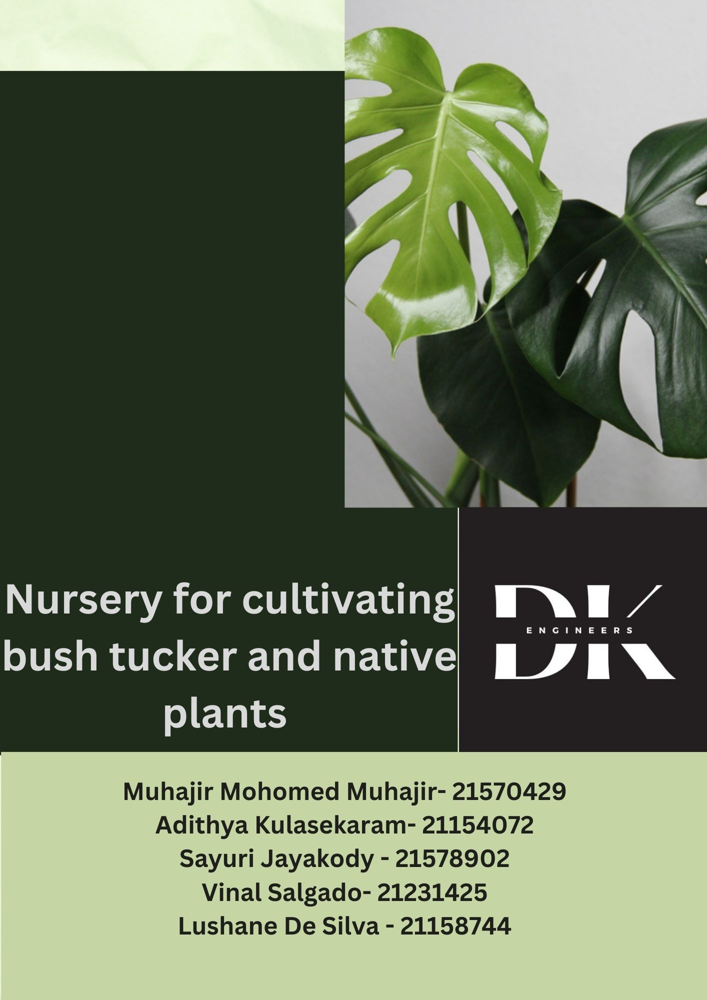 Nursery for cultivating
bush tucker and native
plants
DK
ENGINEERS
Muhajir Mohomed Muhajir- 21570429
Adithya Kulasekaram- 21154072
Sayuri Jayakody - 21578902
Vinal Salgado- 21231425
Lushane De Silva - 21158744